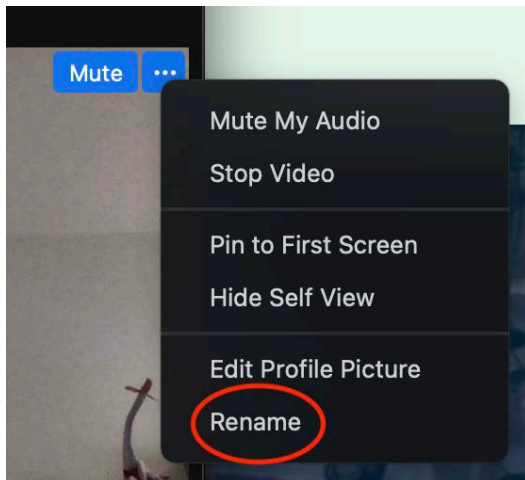 Mute ...
Mute My Audio
Stop Video
Pin to First Screen
Hide Self View
Edit Profile Picture
Rename